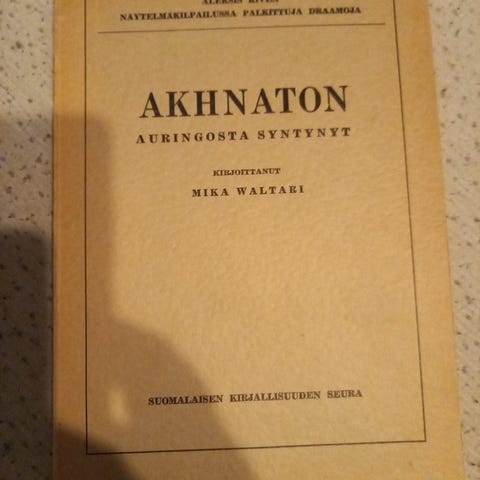 ALEKSIS KIVEN
NÄYTELMÄKILPAILUSSA PALKITTUJA DRAAMOJA
AKHNATON
AURINGOSTA SYNTYNYT
KIRJOITTANUT
MIKA WALTARI
SUOMALAISEN KIRJALLISUUDEN SEURA